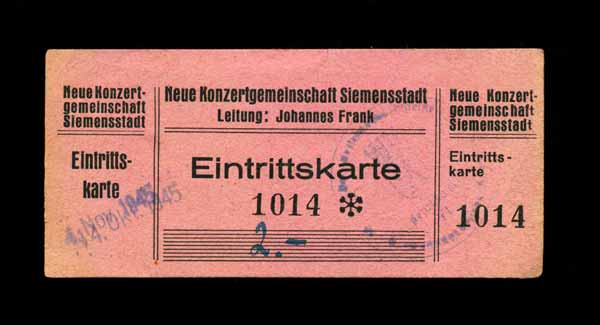 Neue Konzert-
gemeinschaft
Siemensstadt
Eintritts-
karte
1945
Neue Konzertgemeinschaft Siemensstadt
Leitung: Johannes Frank
Eintrittskarte
1014 ✻
2.-
Neue Konzert-
gemeinschaft
Siemensstadt
Eintritts-
karte
1014